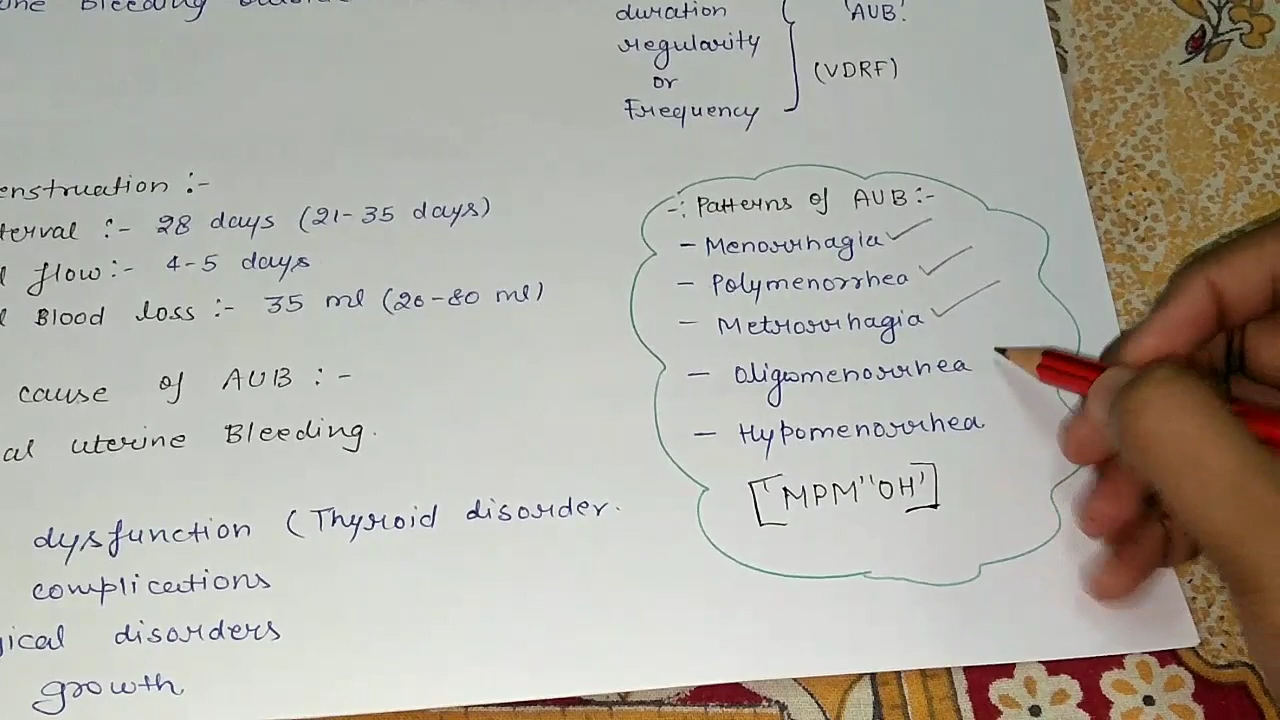 Bleeding
duration
'AUB'
regularity
or
(VDRF)
Frequency
enstruation :-
terval :- 28 days (21-35 days)
l flow:- 4-5 days
l Blood loss :- 35 ml (20-80 ml)
cause of AUB :-
al uterine Bleeding.
dysfunction (Thyroid disorder.
complications
gical disorders
growth
-: Patterns of AUB :-
- Menorrhagia ✓
- Polymenorrhea ✓
- Metrorrhagia ✓
- Oligomenorrhea
- Hypomenorrhea
["MPM"OH"]